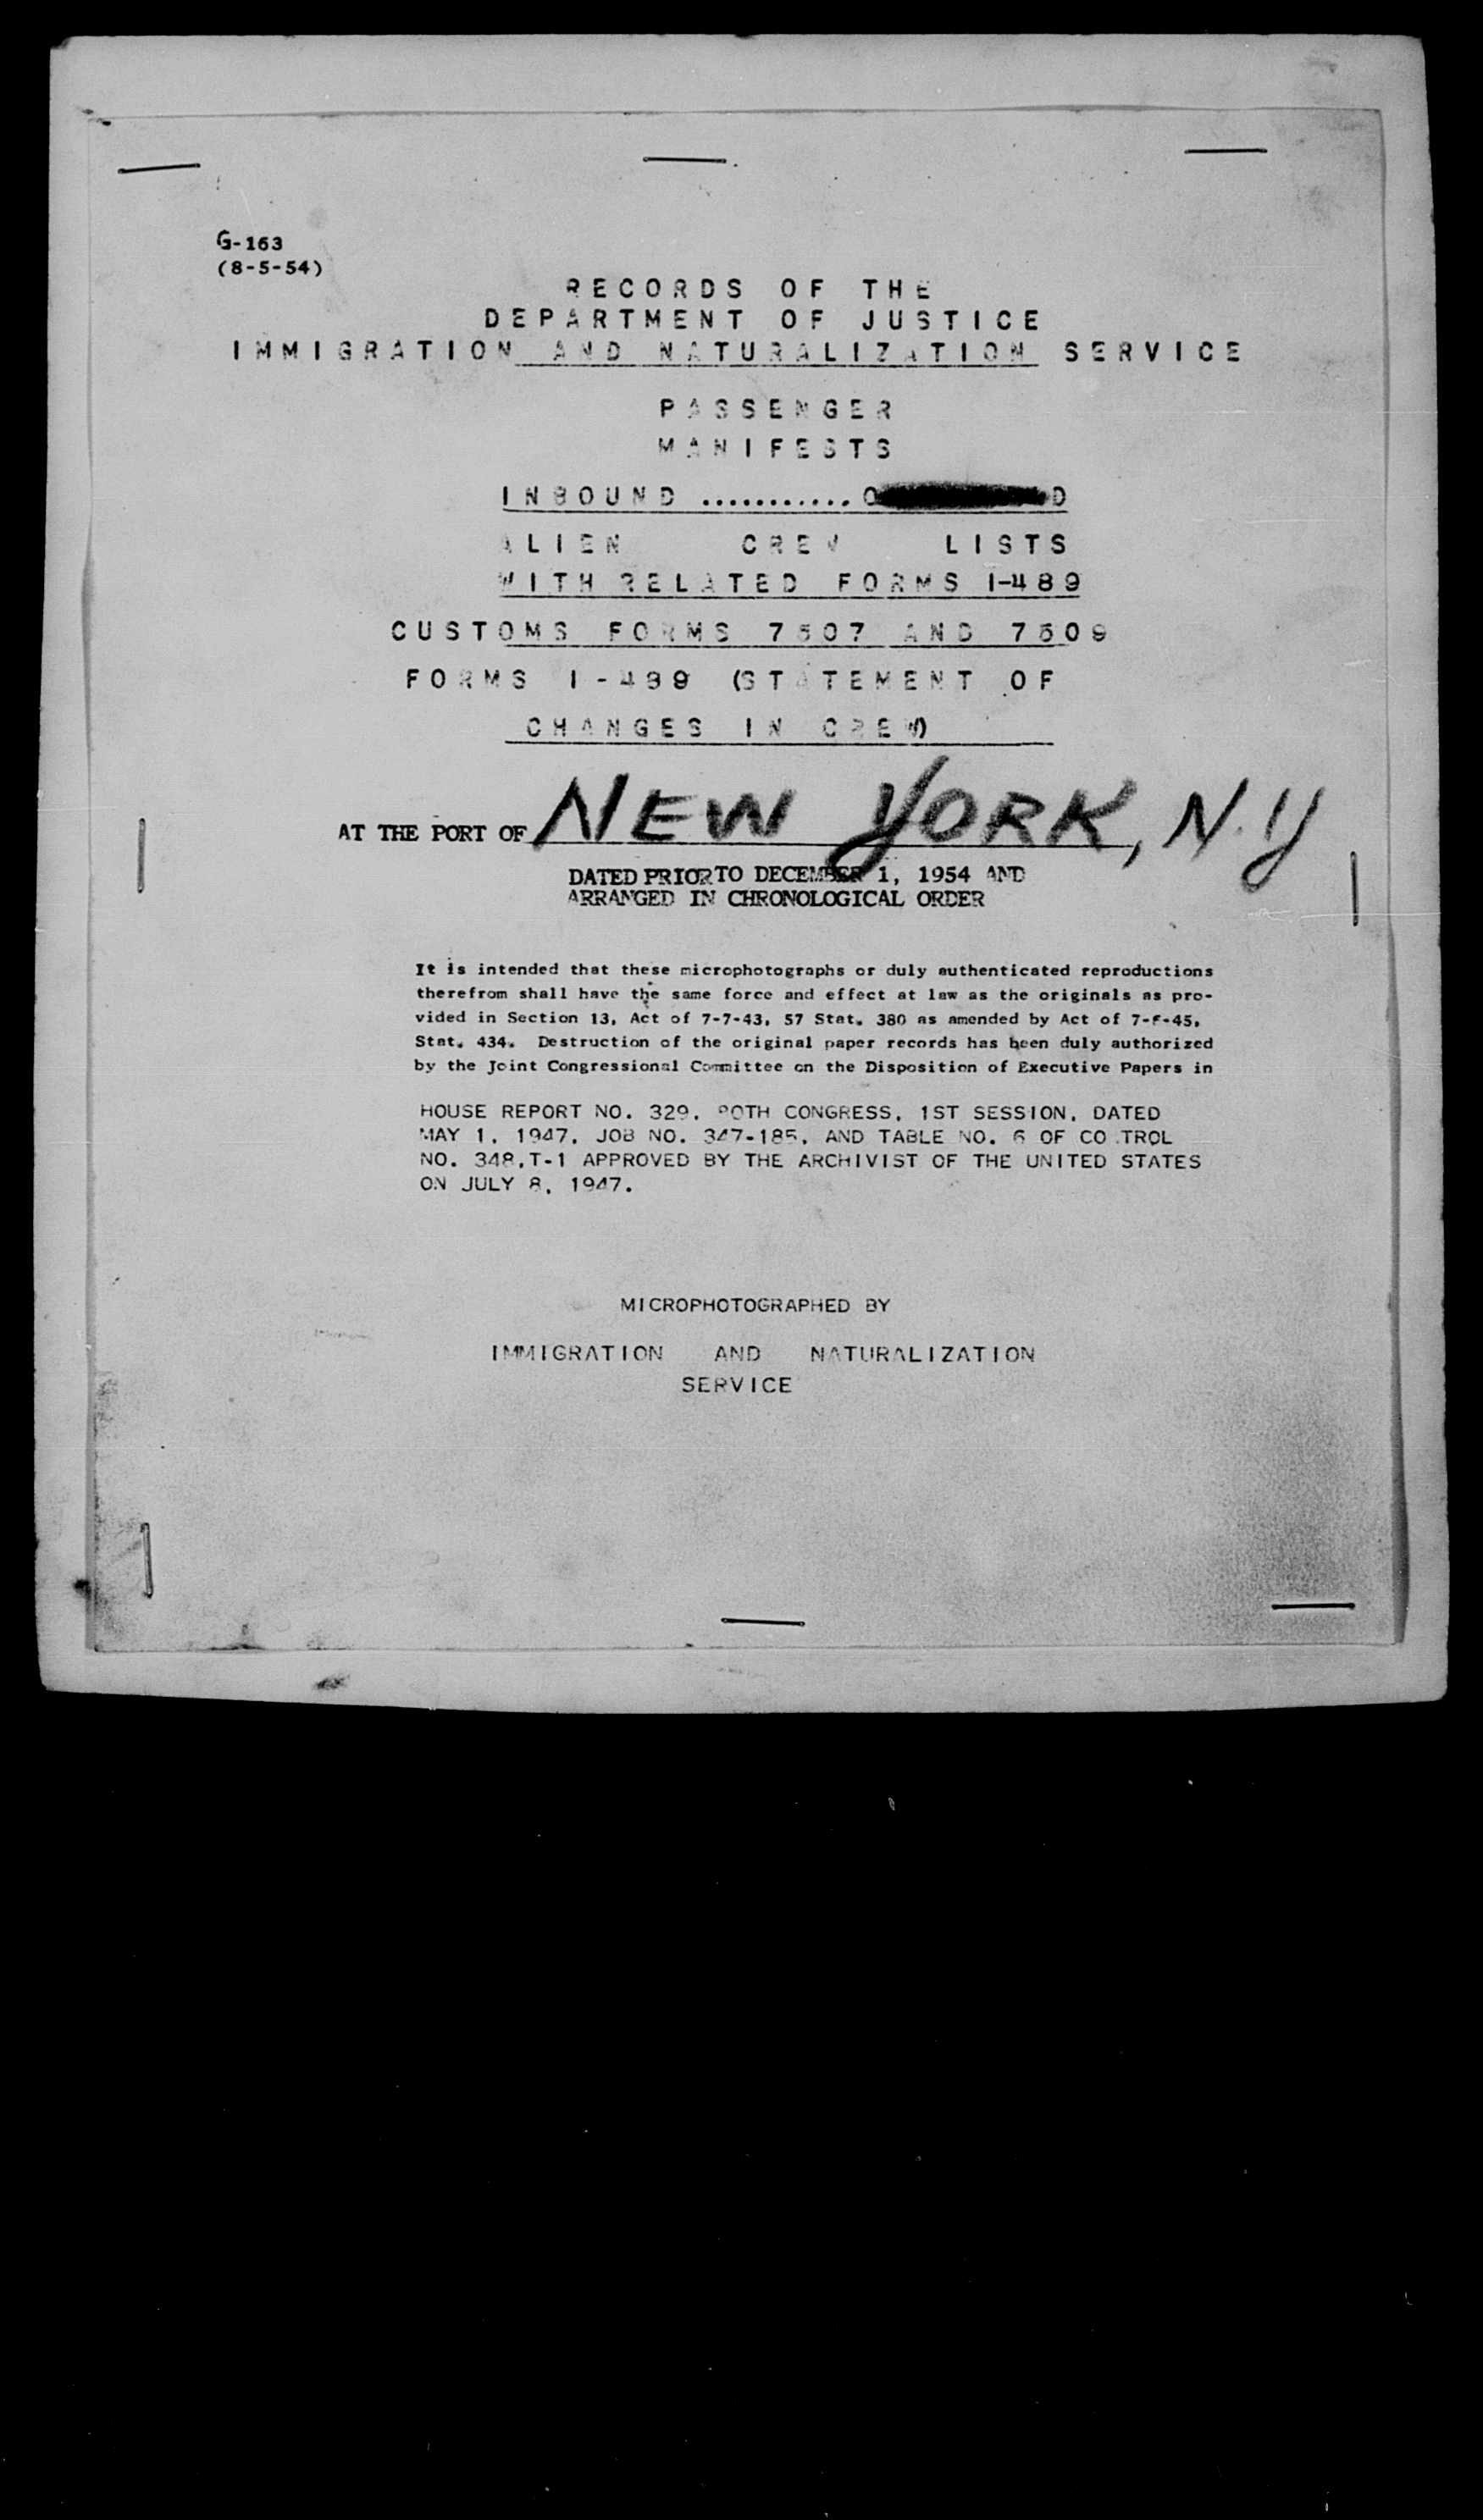 G-163
(8-5-54)
RECORDS OF THE
DEPARTMENT OF JUSTICE
IMMIGRATION AND NATURALIZATION SERVICE
PASSENGER
MANIFESTS
INBOUND ...........
ALIEN CREW LISTS
WITH RELATED FORMS I-489
CUSTOMS FORMS 7507 AND 7509
FORMS I-489 (STATEMENT OF
CHANGES IN CREW)
AT THE PORT OF NEW YORK, N.Y
DATED PRIOR TO DECEMBER 1, 1954 AND
ARRANGED IN CHRONOLOGICAL ORDER
It is intended that these microphotographs or duly authenticated reproductions
therefrom shall have the same force and effect at law as the originals as pro-
vided in Section 13, Act of 7-7-43, 57 Stat. 380 as amended by Act of
Stat. 434. Destruction of the original paper records has been duly authorized
by the Joint Congressional Committee on the Disposition of Executive Papers in
HOUSE REPORT NO. 329, 80TH CONGRESS, 1ST SESSION, DATED
MAY 1, 1947, JOB NO. 347-185, AND TABLE NO. 6 OF CO TROL
NO. 348,T-1 APPROVED BY THE ARCHIVIST OF THE UNITED STATES
ON JULY 8, 1947.
MICROPHOTOGRAPHED BY
IMMIGRATION AND NATURALIZATION
SERVICE